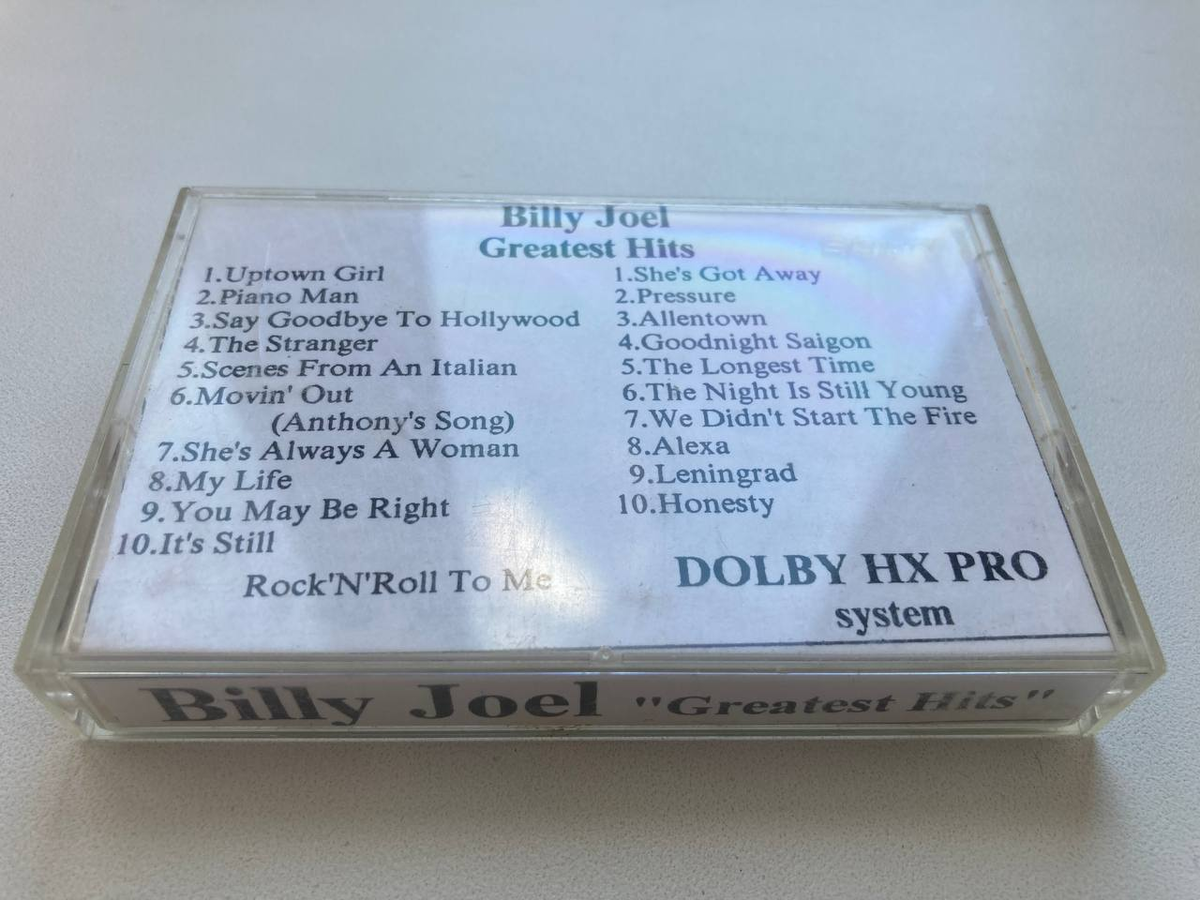 Billy Joel
Greatest Hits
1.Uptown Girl
2.Piano Man
3.Say Goodbye To Hollywood
4.The Stranger
5.Scenes From An Italian
6.Movin' Out
(Anthony's Song)
7.She's Always A Woman
8.My Life
9.You May Be Right
10.It's Still
Rock'N'Roll To Me
1.She's Got Away
2.Pressure
3.Allentown
4.Goodnight Saigon
5.The Longest Time
6.The Night Is Still Young
7.We Didn't Start The Fire
8.Alexa
9.Leningrad
10.Honesty
DOLBY HX PRO
system
Billy Joel "Greatest Hits"